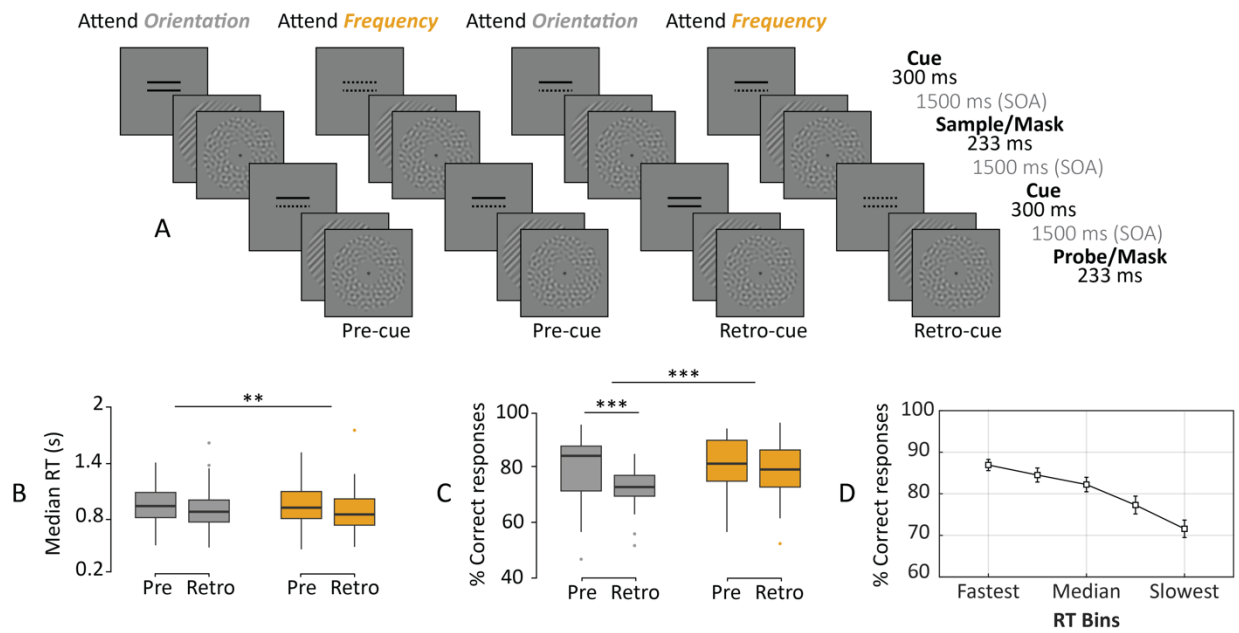 Attend Orientation Attend Frequency Attend Orientation Attend Frequency
Cue
300 ms
1500 ms (SOA)
Sample/Mask
233 ms
1500 ms (SOA)
Cue
300 ms
1500 ms (SOA)
Probe/Mask
233 ms
A
Pre-cue Pre-cue Retro-cue Retro-cue
B
Median RT (s)
2
1.4
0.8
0.2
**
Pre Retro Pre Retro
C
% Correct responses
100
80
60
40
***
***
Pre Retro Pre Retro
D
% Correct responses
100
90
80
70
60
Fastest Median Slowest
RT Bins